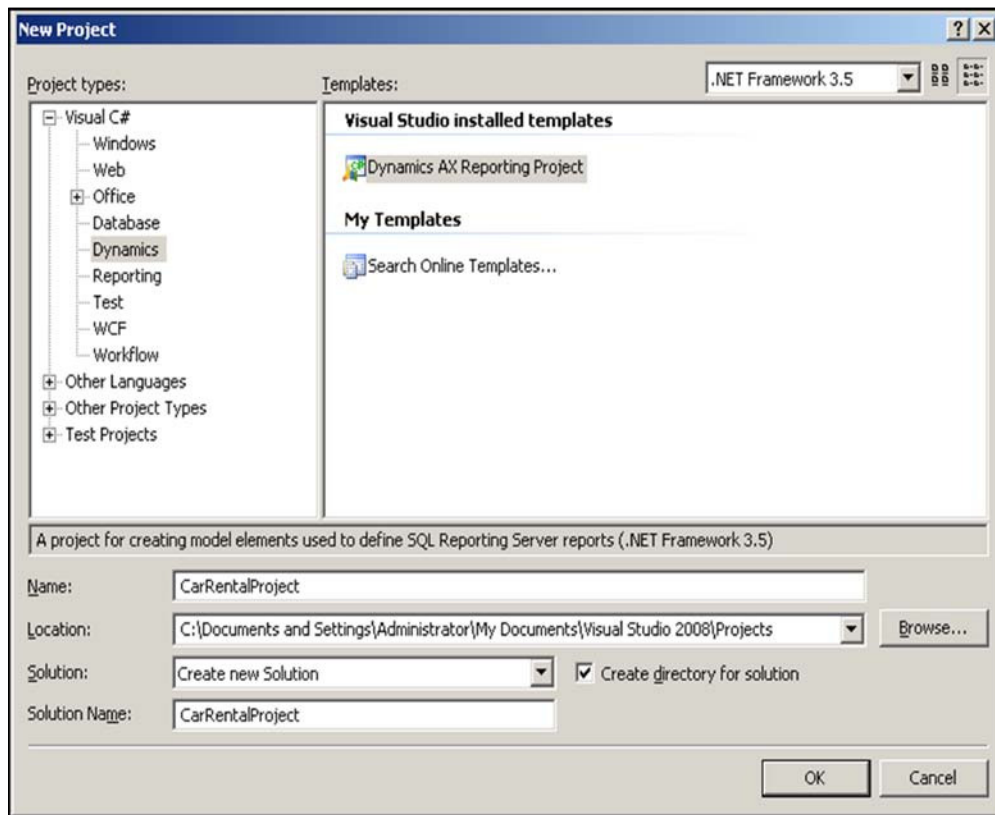 New Project
Project types:
Templates:
.NET Framework 3.5
Visual C#
Windows
Web
Office
Database
Dynamics
Reporting
Test
WCF
Workflow
Other Languages
Other Project Types
Test Projects
Visual Studio installed templates
Dynamics AX Reporting Project
My Templates
Search Online Templates...
A project for creating model elements used to define SQL Reporting Server reports (.NET Framework 3.5)
Name:
CarRentalProject
Location:
C:\Documents and Settings\Administrator\My Documents\Visual Studio 2008\Projects
Browse...
Solution:
Create new Solution
Create directory for solution
Solution Name:
CarRentalProject
OK
Cancel